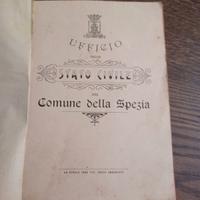 UFFICIO
DELLO
STATO CIVILE
DEL
Comune della Spezia